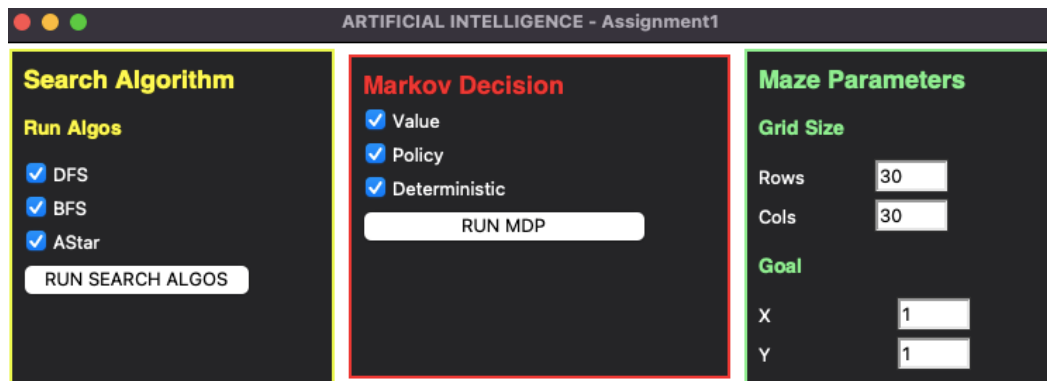 ARTIFICIAL INTELLIGENCE - Assignment1
Search Algorithm
Run Algos
DFS
BFS
AStar
RUN SEARCH ALGOS
Markov Decision
Value
Policy
Deterministic
RUN MDP
Maze Parameters
Grid Size
Rows 30
Cols 30
Goal
X 1
Y 1